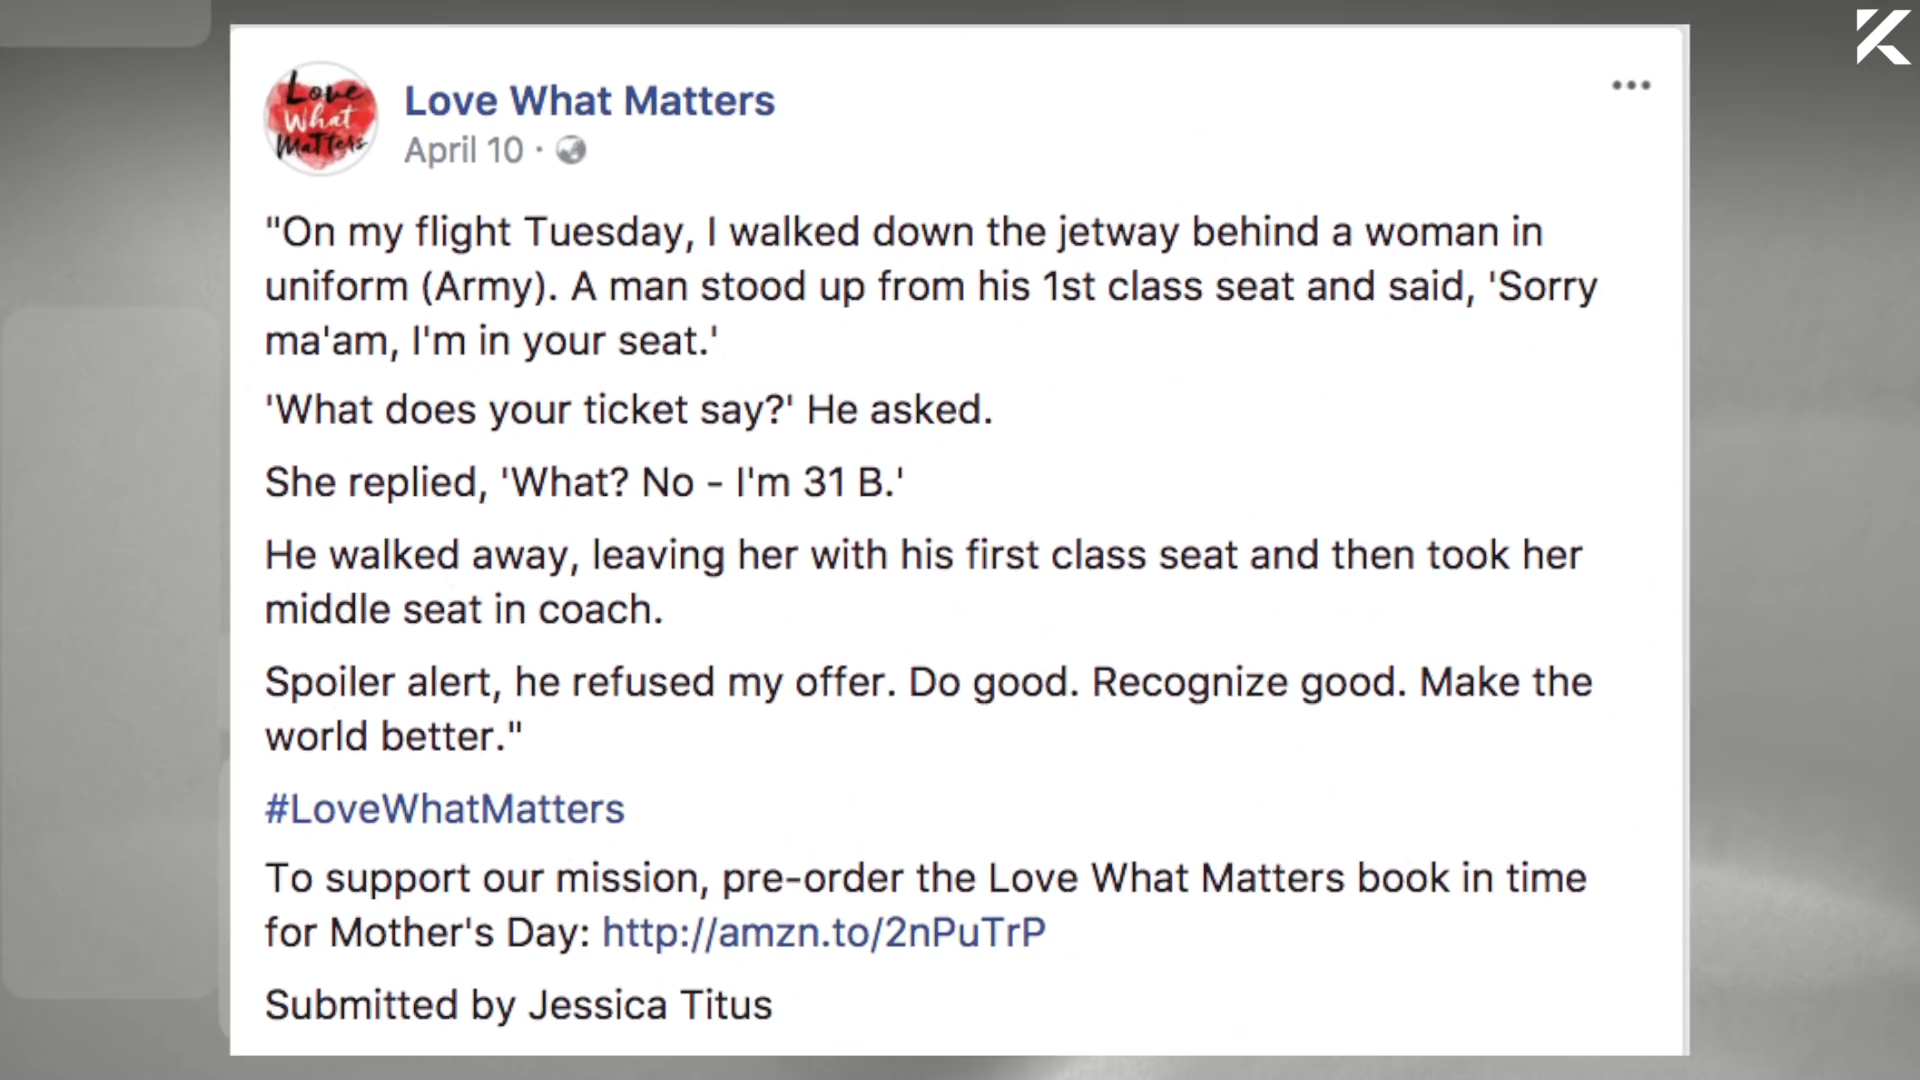 Love What Matters
Love What Matters
April 10 ·
"On my flight Tuesday, I walked down the jetway behind a woman in
uniform (Army). A man stood up from his 1st class seat and said, 'Sorry
ma'am, I'm in your seat.'
'What does your ticket say?' He asked.
She replied, 'What? No - I'm 31 B.'
He walked away, leaving her with his first class seat and then took her
middle seat in coach.
Spoiler alert, he refused my offer. Do good. Recognize good. Make the
world better."
#LoveWhatMatters
To support our mission, pre-order the Love What Matters book in time
for Mother's Day: http://amzn.to/2nPuTrP
Submitted by Jessica Titus